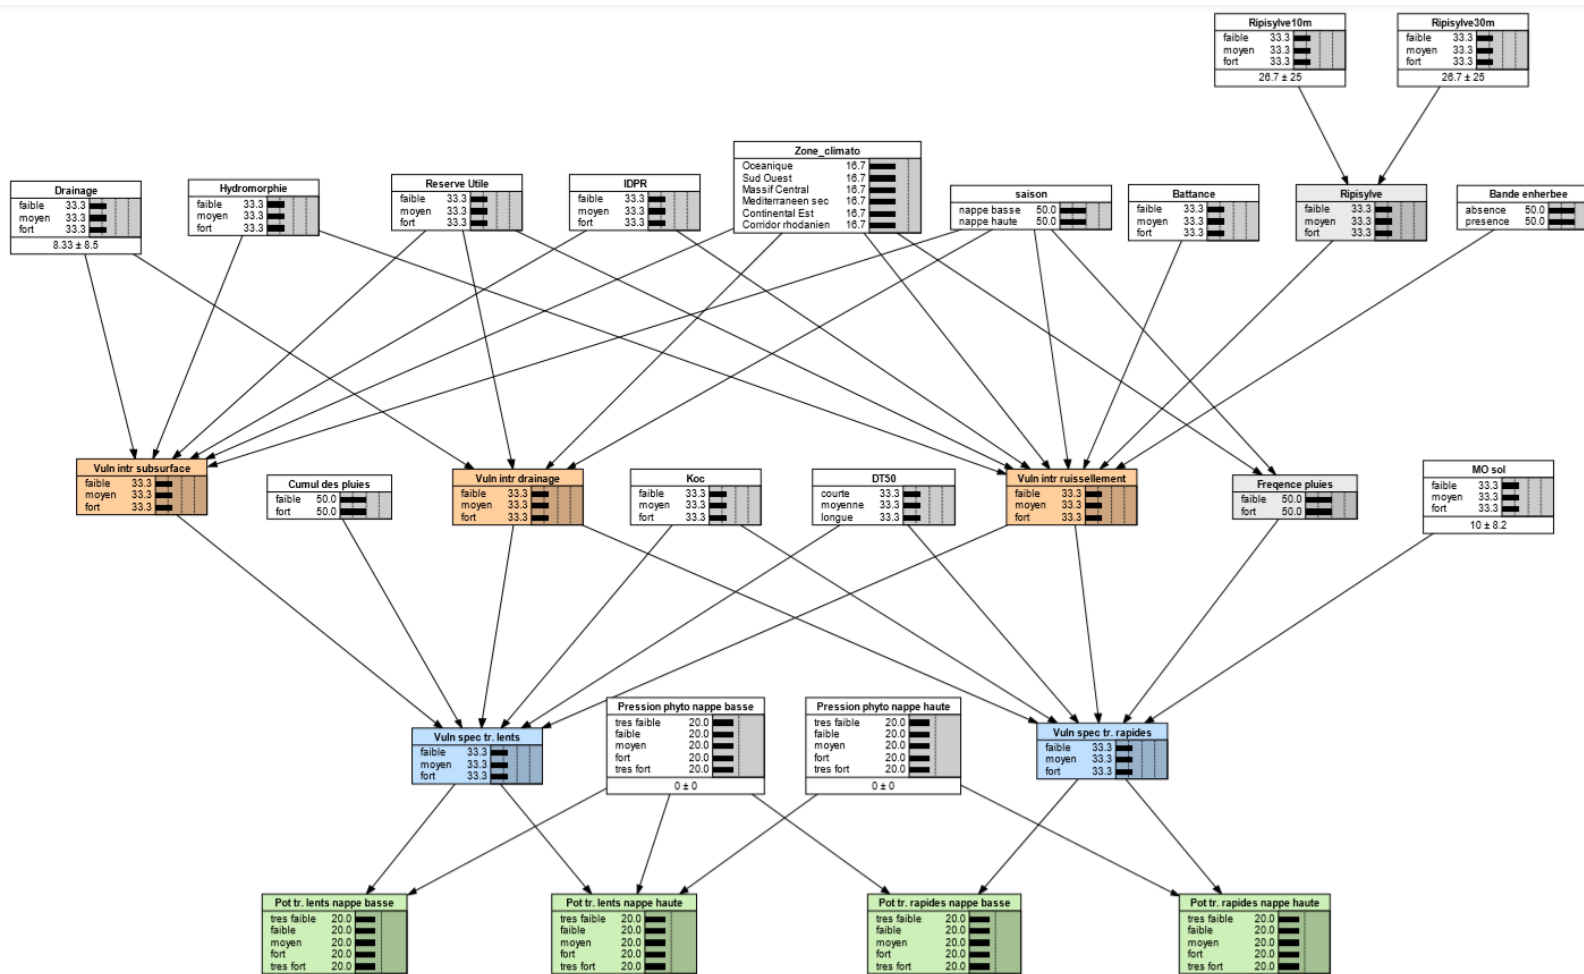 Ripisylve10m
faible 33.3
moyen 33.3
fort 33.3
26.7 ± 25
Ripisylve30m
faible 33.3
moyen 33.3
fort 33.3
26.7 ± 25
Drainage
faible 33.3
moyen 33.3
fort 33.3
8.33 ± 8.5
Hydromorphie
faible 33.3
moyen 33.3
fort 33.3
Reserve Utile
faible 33.3
moyen 33.3
fort 33.3
IDPR
faible 33.3
moyen 33.3
fort 33.3
Zone_climato
Oceanique 16.7
Sud Ouest 16.7
Massif Central 16.7
Mediterraneen sec 16.7
Continental Est 16.7
Corridor rhodanien 16.7
saison
nappe basse 50.0
nappe haute 50.0
Battance
faible 33.3
moyen 33.3
fort 33.3
Ripisylve
faible 33.3
moyen 33.3
fort 33.3
Bande enherbee
absence 50.0
presence 50.0
Vuln intr subsurface
faible 33.3
moyen 33.3
fort 33.3
Cumul des pluies
faible 50.0
fort 50.0
Vuln intr drainage
faible 33.3
moyen 33.3
fort 33.3
Koc
faible 33.3
moyen 33.3
fort 33.3
DT50
courte 33.3
moyenne 33.3
longue 33.3
Vuln intr ruissellement
faible 33.3
moyen 33.3
fort 33.3
Freqence pluies
faible 50.0
fort 50.0
MO sol
faible 33.3
moyen 33.3
fort 33.3
10 ± 8.2
Vuln spec tr. lents
faible 33.3
moyen 33.3
fort 33.3
Pression phyto nappe basse
tres faible 20.0
faible 20.0
moyen 20.0
fort 20.0
tres fort 20.0
0 ± 0
Pression phyto nappe haute
tres faible 20.0
faible 20.0
moyen 20.0
fort 20.0
tres fort 20.0
0 ± 0
Vuln spec tr. rapides
faible 33.3
moyen 33.3
fort 33.3
Pot tr. lents nappe basse
tres faible 20.0
faible 20.0
moyen 20.0
fort 20.0
tres fort 20.0
Pot tr. lents nappe haute
tres faible 20.0
faible 20.0
moyen 20.0
fort 20.0
tres fort 20.0
Pot tr. rapides nappe basse
tres faible 20.0
faible 20.0
moyen 20.0
fort 20.0
tres fort 20.0
Pot tr. rapides nappe haute
tres faible 20.0
faible 20.0
moyen 20.0
fort 20.0
tres fort 20.0